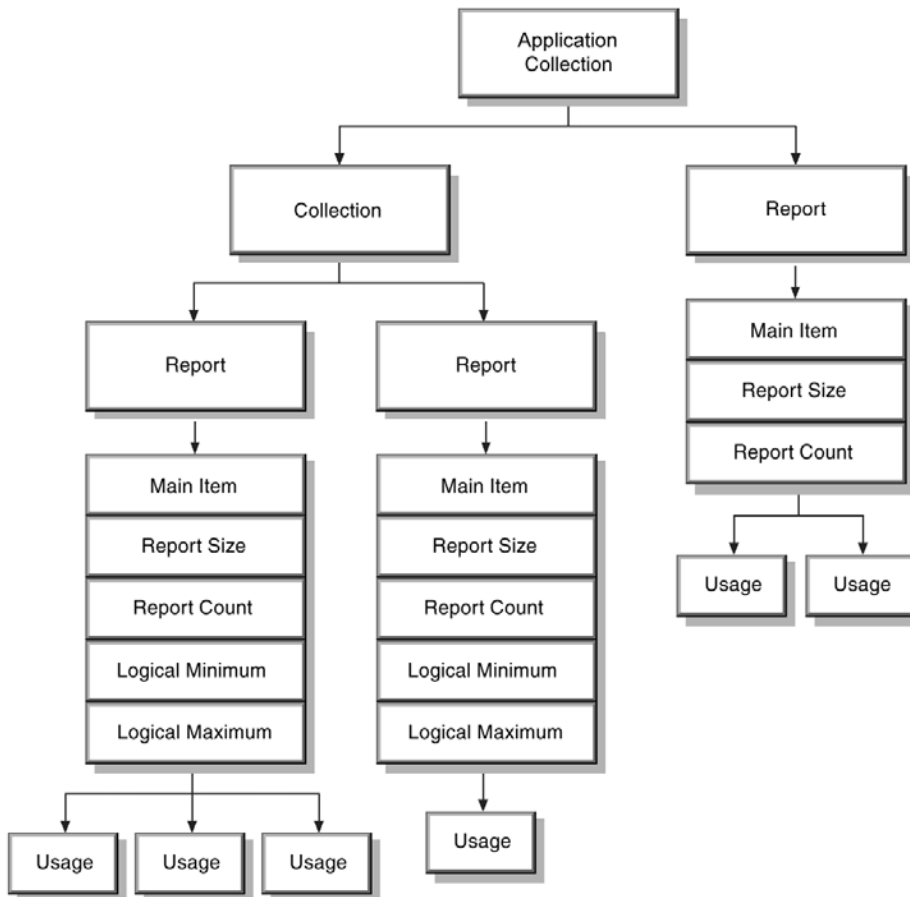 Application
Collection
Collection
Report
Report
Report
Main Item
Report Size
Report Count
Usage
Usage
Main Item
Report Size
Report Count
Logical Minimum
Logical Maximum
Main Item
Report Size
Report Count
Logical Minimum
Logical Maximum
Usage
Usage
Usage
Usage